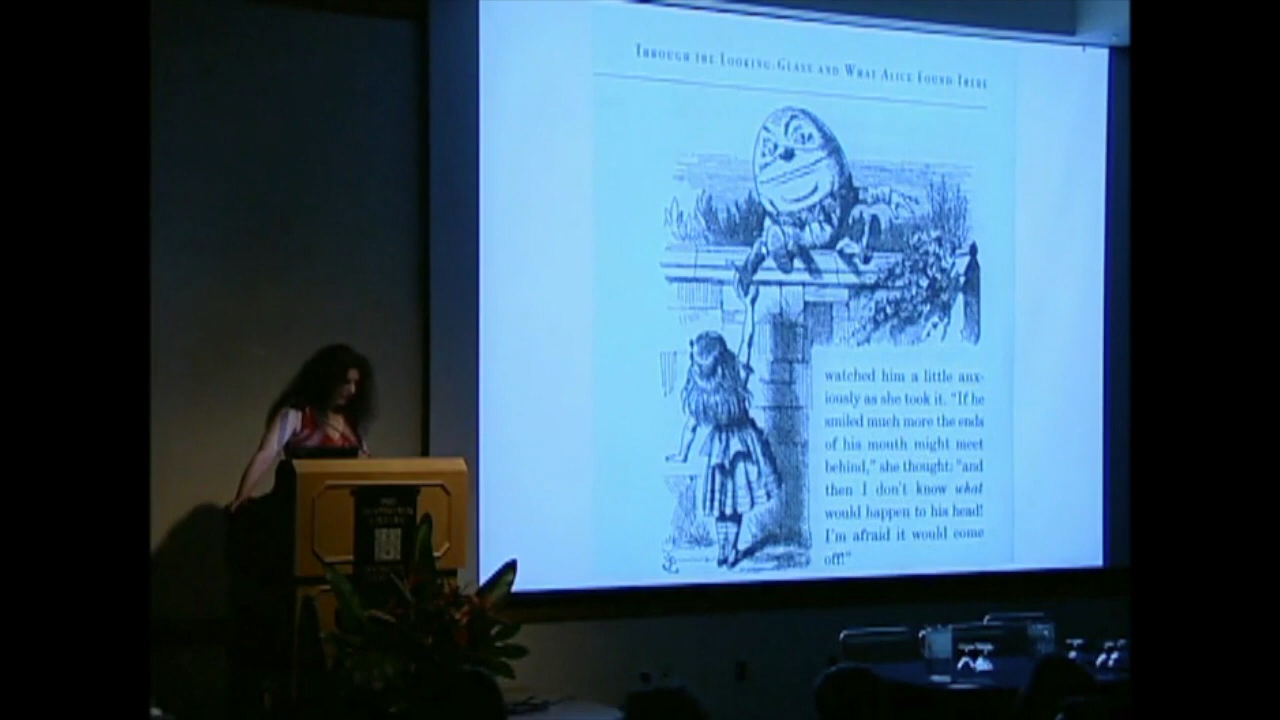 THROUGH THE LOOKING-GLASS AND WHAT ALICE FOUND THERE
watched him a little anx-
iously as she took it. "If he
smiled much more the ends
of his mouth might meet
behind," she thought: "and
then I don't know what
would happen to his head!
I'm afraid it would come
off!"